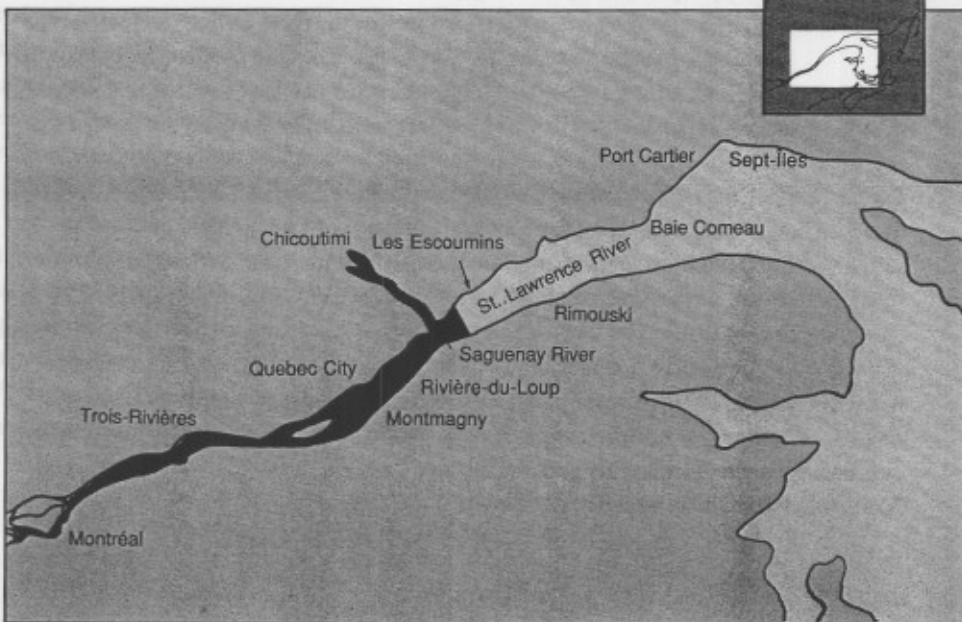 Port Cartier
Sept-Îles
Chicoutimi
Les Escoumins
Baie Comeau
St.. Lawrence River
Rimouski
Saguenay River
Quebec City
Rivière-du-Loup
Trois-Rivières
Montmagny
Montréal